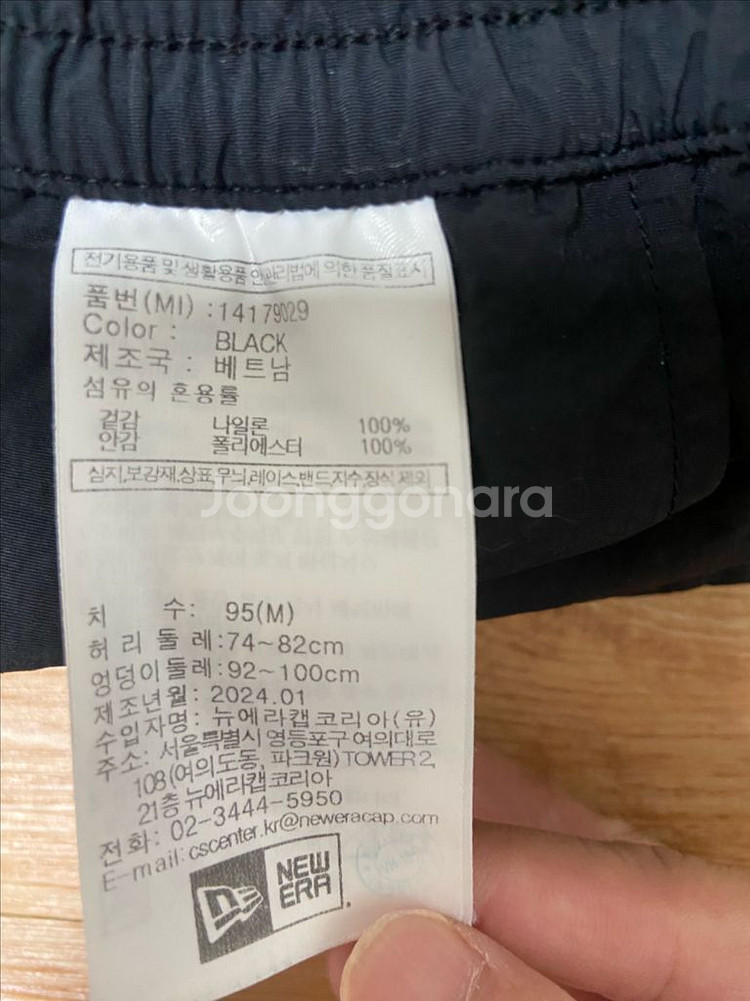 전기용품 및 생활용품 안전관리법에 의한 품질표시
품번(MI) : 14179029
Color : BLACK
제조국 : 베트남
섬유의 혼용률
겉감 나일론 100%
안감 폴리에스터 100%
심지,보강재,상표,무늬,레이스,밴드,자수,장식 제외
Joonggonara
치 수: 95(M)
허리둘레:74~82cm
엉덩이둘레:92~100cm
제조년월: 2024.01
수입자명: 뉴에라캡코리아(유)
주소: 서울특별시 영등포구 여의대로
108(여의도동, 파크원) TOWER 2,
21층 뉴에라캡코리아
전화: 02-3444-5950
E-mail: cscenter.kr@neweracap.com
NEW
ERA